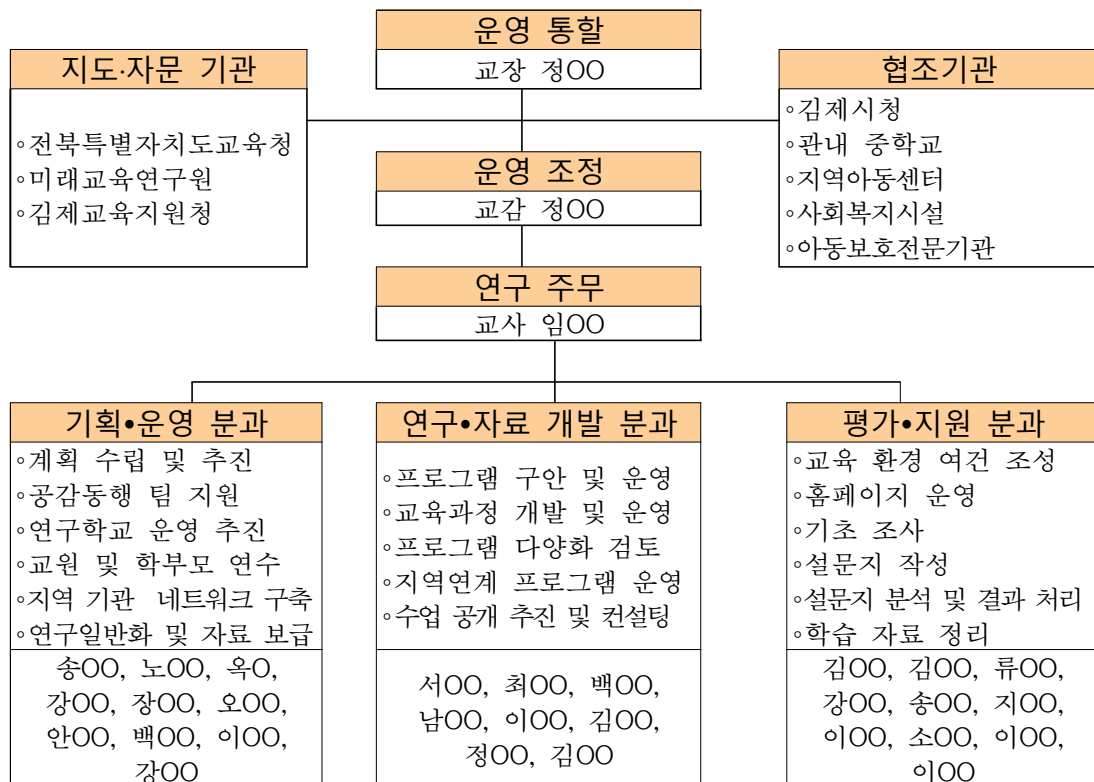 운영 통할
교장 정OO
지도·자문 기관
◦전북특별자치도교육청
◦미래교육연구원
◦김제교육지원청
협조기관
◦김제시청
◦관내 중학교
◦지역아동센터
◦사회복지시설
◦아동보호전문기관
운영 조정
교감 정OO
연구 주무
교사 임OO
기획•운영 분과
◦계획 수립 및 추진
◦공감동행 팀 지원
◦연구학교 운영 추진
◦교원 및 학부모 연수
◦지역 기관 네트워크 구축
◦연구일반화 및 자료 보급
송OO, 노OO, 옥O,
강OO, 장OO, 오OO,
안OO, 백OO, 이OO,
강OO
연구•자료 개발 분과
◦프로그램 구안 및 운영
◦교육과정 개발 및 운영
◦프로그램 다양화 검토
◦지역연계 프로그램 운영
◦수업 공개 추진 및 컨설팅
서OO, 최OO, 백OO,
남OO, 이OO, 김OO,
정OO, 김OO
평가•지원 분과
◦교육 환경 여건 조성
◦홈페이지 운영
◦기초 조사
◦설문지 작성
◦설문지 분석 및 결과 처리
◦학습 자료 정리
김OO, 김OO, 류OO,
강OO, 송OO, 지OO,
이OO, 소OO, 이OO,
이OO